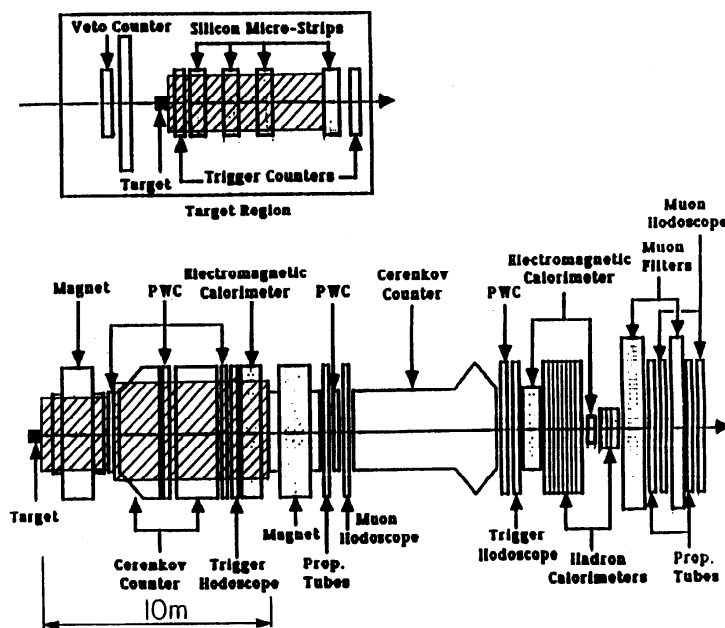 Veto Counter
Silicon Micro-Strips
Target
Trigger Counters
Target Region
Muon
Hodoscope
Magnet
PWC
Electromagnetic
Calorimeter
PWC
Cerenkov
Counter
PWC
Electromagnetic
Calorimeter
Muon
Filters
Target
Cerenkov
Counter
Trigger
Hodoscope
Magnet
Prop.
Tubes
Muon
Hodoscope
Trigger
Hodoscope
Hadron
Calorimeters
Prop.
Tubes
10m